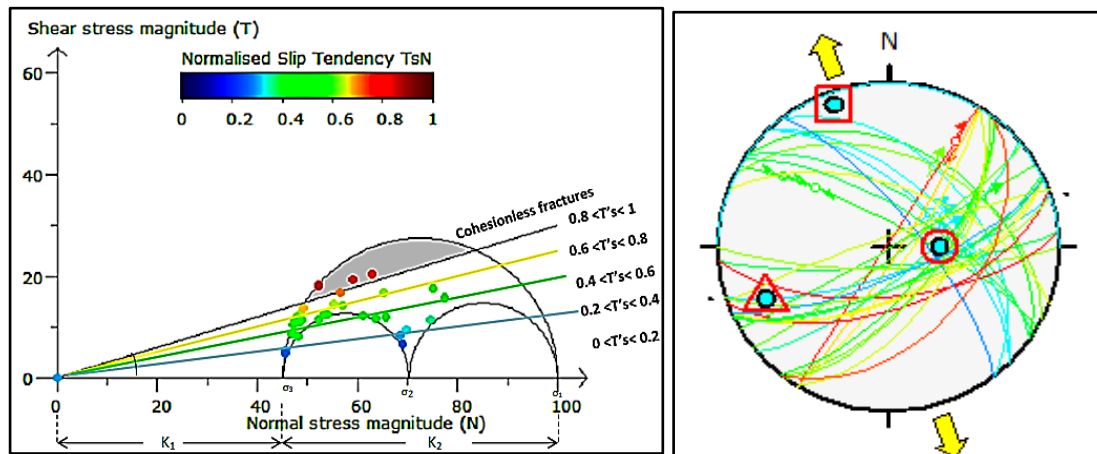 Shear stress magnitude (T)
60
40
20
0
Normalised Slip Tendency TsN
0 0.2 0.4 0.6 0.8 1
Cohesionless fractures
0.8 <T's< 1
0.6 <T's< 0.8
0.4 <T's< 0.6
0.2 <T's< 0.4
0 <T's< 0.2
σ₃ σ₂ σ₁
0 20 40 60 80 100
Normal stress magnitude (N)
K₁ K₂
N